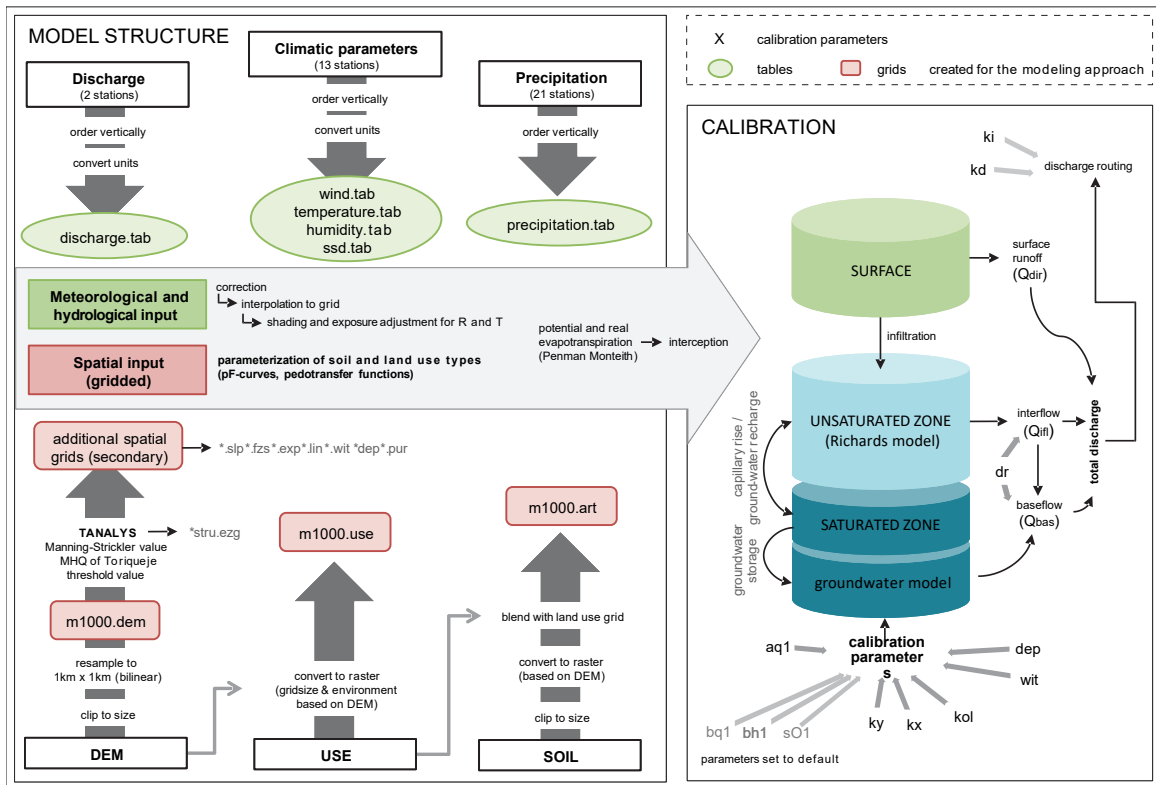 MODEL STRUCTURE
Discharge
(2 stations)
order vertically
convert units
discharge.tab
Climatic parameters
(13 stations)
order vertically
convert units
wind.tab
temperature.tab
humidity.tab
ssd.tab
Precipitation
(21 stations)
order vertically
precipitation.tab
Meteorological and
hydrological input
correction
interpolation to grid
shading and exposure adjustment for R and T
Spatial input
(gridded)
parameterization of soil and land use types
(pF-curves, pedotransfer functions)
potential and real
evapotranspiration
(Penman Monteith)
interception
additional spatial
grids (secondary)
*.slp*.fzs*.exp*.lin*.wit *dep*.pur
TANALYS
*stru.ezg
Manning-Strickler value
MHQ of Toriqueje
threshold value
m1000.dem
resample to
1km x 1km (bilinear)
clip to size
DEM
m1000.use
convert to raster
(gridsize & environment
based on DEM)
USE
m1000.art
blend with land use grid
convert to raster
(based on DEM)
clip to size
SOIL
X calibration parameters
tables
grids
created for the modeling approach
CALIBRATION
ki
kd
discharge routing
SURFACE
surface
runoff
(Qdir)
infiltration
UNSATURATED ZONE
(Richards model)
interflow
(Qifl)
total discharge
capillary rise /
ground-water recharge
dr
SATURATED ZONE
baseflow
(Qbas)
groundwater
storage
groundwater model
aq1
calibration
parameter
s
dep
wit
kol
kx
ky
bq1
bh1
sO1
parameters set to default